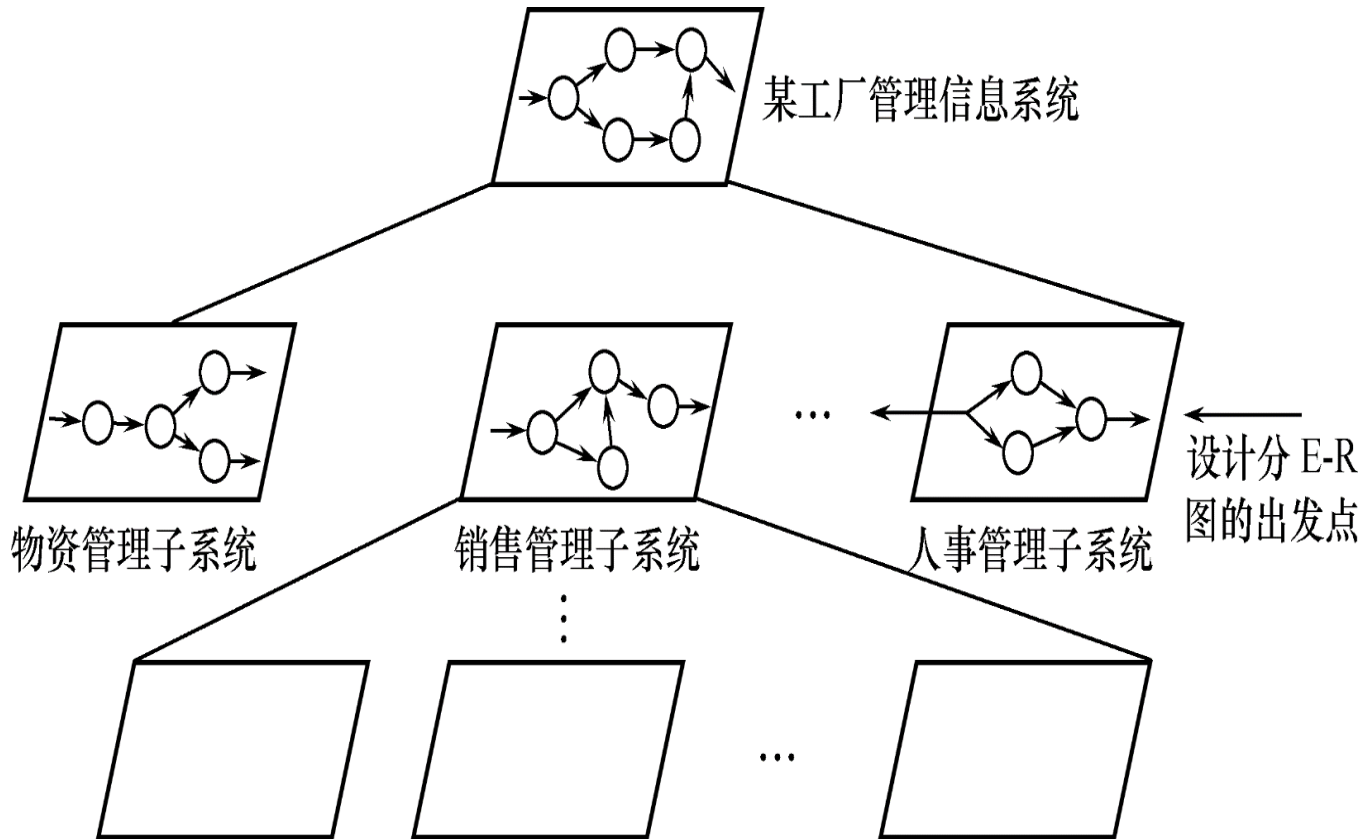 某工厂管理信息系统
…
设计分 E-R
图的出发点
物资管理子系统
销售管理子系统
人事管理子系统
⋮
…